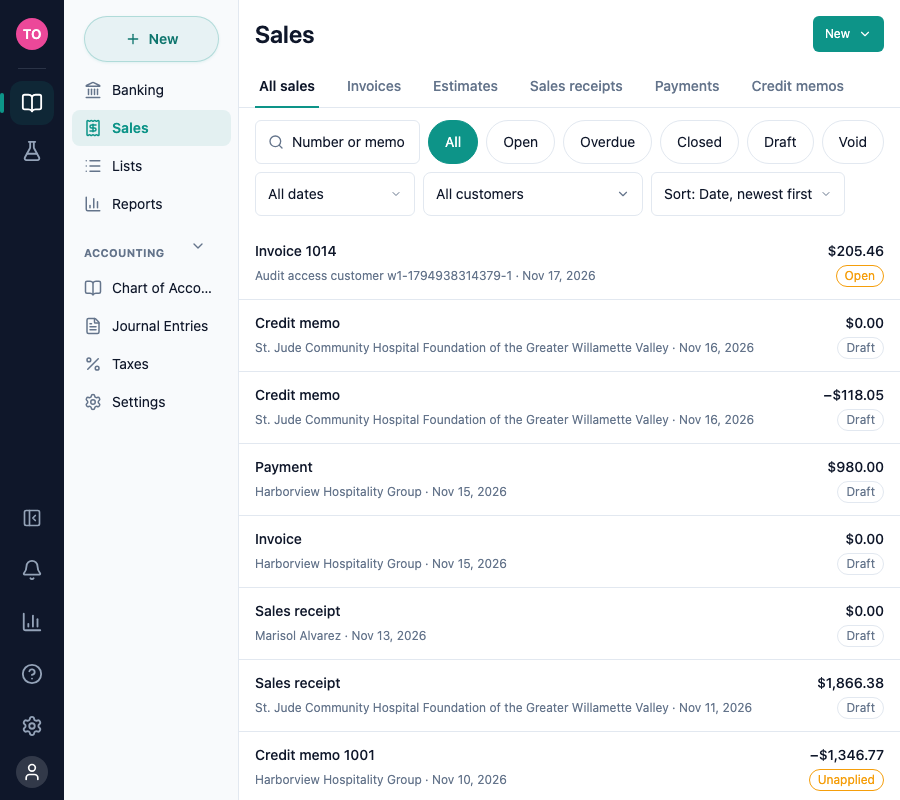 TO
New
Banking
Sales
Lists
Reports
ACCOUNTING
Chart of Acco...
Journal Entries
Taxes
Settings
Sales
New
All sales
Invoices
Estimates
Sales receipts
Payments
Credit memos
Number or memo
All
Open
Overdue
Closed
Draft
Void
All dates
All customers
Sort: Date, newest first
Invoice 1014
$205.46
Audit access customer w1-1794938314379-1 · Nov 17, 2026
Open
Credit memo
$0.00
St. Jude Community Hospital Foundation of the Greater Willamette Valley · Nov 16, 2026
Draft
Credit memo
−$118.05
St. Jude Community Hospital Foundation of the Greater Willamette Valley · Nov 16, 2026
Draft
Payment
$980.00
Harborview Hospitality Group · Nov 15, 2026
Draft
Invoice
$0.00
Harborview Hospitality Group · Nov 15, 2026
Draft
Sales receipt
$0.00
Marisol Alvarez · Nov 13, 2026
Draft
Sales receipt
$1,866.38
St. Jude Community Hospital Foundation of the Greater Willamette Valley · Nov 11, 2026
Draft
Credit memo 1001
−$1,346.77
Harborview Hospitality Group · Nov 10, 2026
Unapplied